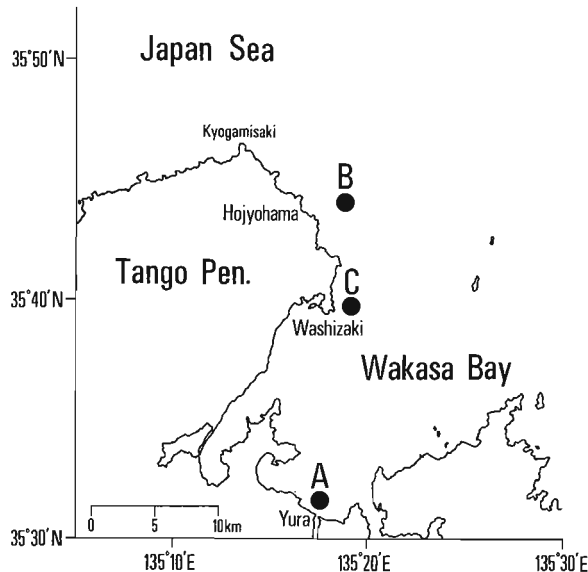 35°50′N
Japan Sea
Kyogamisaki
B
Hojyohama
Tango Pen.
C
35°40′N
Washizaki
Wakasa Bay
A
Yura
0 5 10km
35°30′N
135°10′E 135°20′E 135°30′E